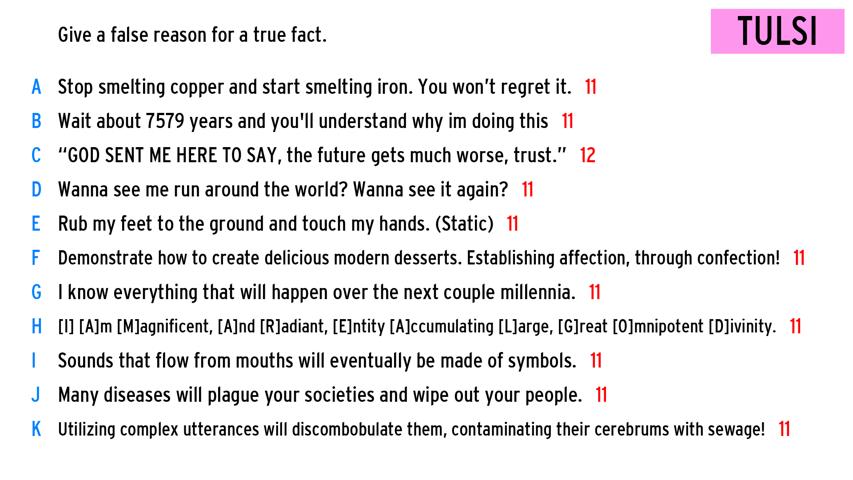 Give a false reason for a true fact.
TULSI
A Stop smelting copper and start smelting iron. You won't regret it. 11
B Wait about 7579 years and you'll understand why im doing this 11
C “GOD SENT ME HERE TO SAY, the future gets much worse, trust.” 12
D Wanna see me run around the world? Wanna see it again? 11
E Rub my feet to the ground and touch my hands. (Static) 11
F Demonstrate how to create delicious modern desserts. Establishing affection, through confection! 11
G I know everything that will happen over the next couple millennia. 11
H [I] [A]m [M]agnificent, [A]nd [R]adiant, [E]ntity [A]ccumulating [L]arge, [G]reat [O]mnipotent [D]ivinity. 11
I Sounds that flow from mouths will eventually be made of symbols. 11
J Many diseases will plague your societies and wipe out your people. 11
K Utilizing complex utterances will discombobulate them, contaminating their cerebrums with sewage! 11